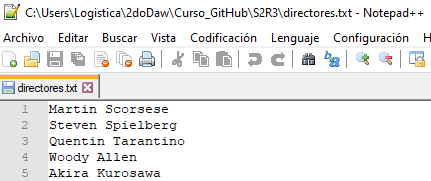 C:\Users\Logistica\2doDaw\Curso_GitHub\S2R3\directores.txt - Notepad++
Archivo Editar Buscar Vista Codificación Lenguaje Configuración
directores.txt
1 Martin Scorsese
2 Steven Spielberg
3 Quentin Tarantino
4 Woody Allen
5 Akira Kurosawa